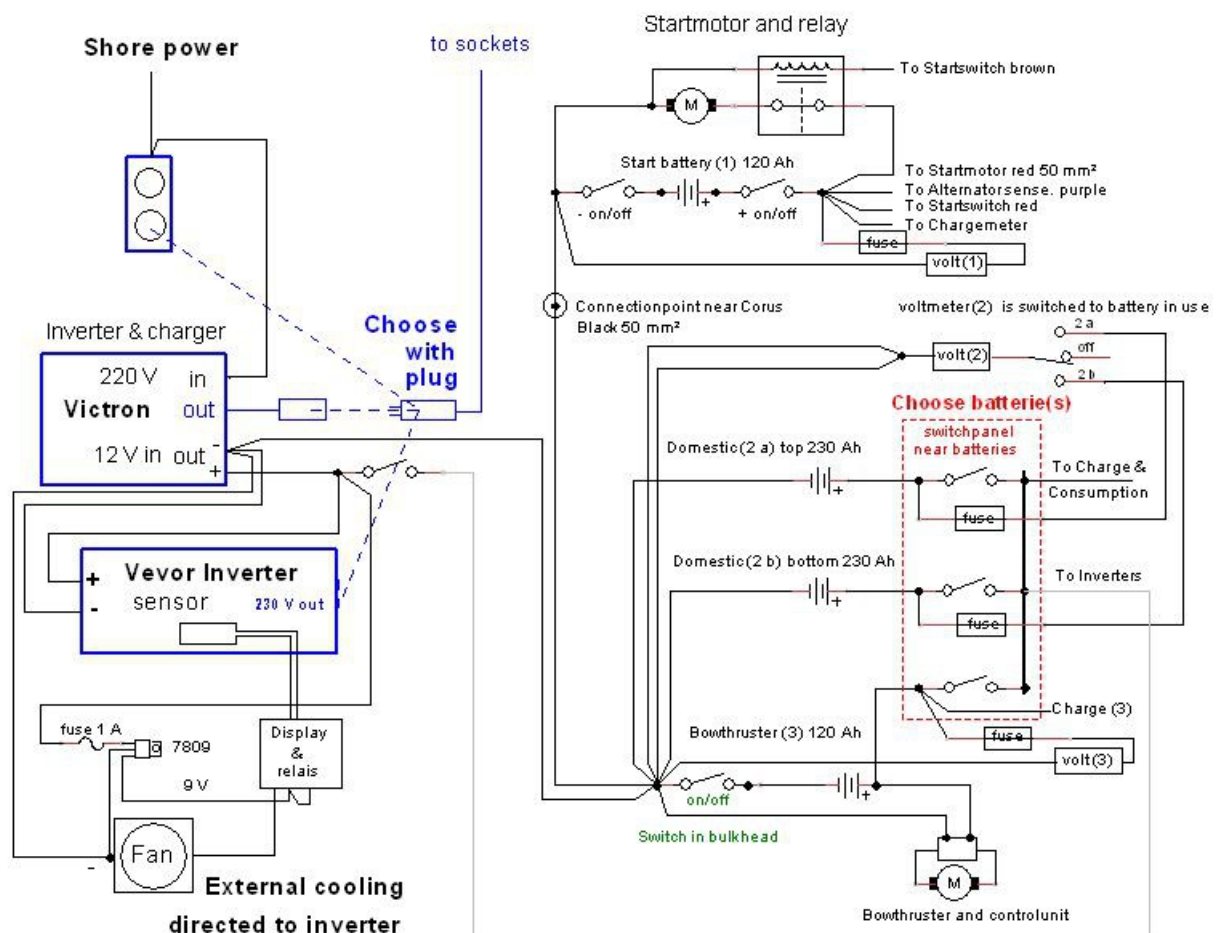 Startmotor and relay
Shore power
to sockets
To Startswitch brown
M
Start battery (1) 120 Ah
To Startmotor red 50 mm²
To Alternator sense. purple
To Startswitch red
To Chargemeter
- on/off
+
+ on/off
fuse
volt(1)
Connectionpoint near Corus
Black 50 mm²
voltmeter(2) is switched to battery in use
2 a
off
2 b
volt(2)
Inverter & charger
Choose
with
plug
220 V in
Victron out
12 V in out
-
+
Choose batterie(s)
switchpanel
near batteries
Domestic(2 a) top 230 Ah
+
To Charge &
Consumption
fuse
Domestic(2 b) bottom 230 Ah
+
To Inverters
fuse
Vevor Inverter
+
-
sensor
230 V out
fuse 1 A
7809
9 V
Display
&
relais
Charge (3)
Bowthruster (3) 120 Ah
fuse
volt(3)
+
on/off
Switch in bulkhead
Fan
-
External cooling
directed to inverter
M
Bowthruster and controlunit